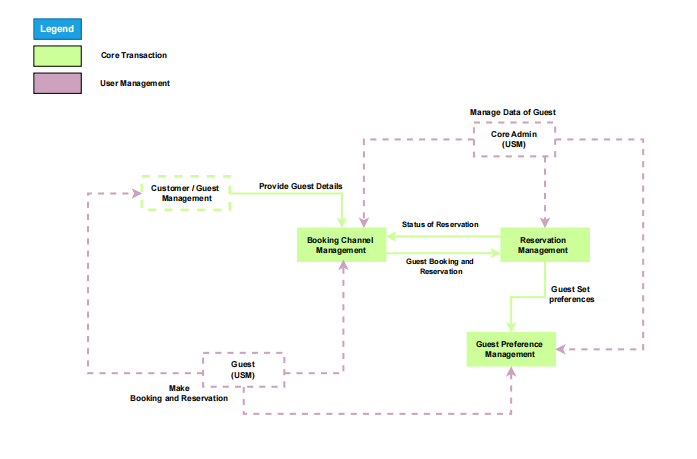 Legend
Core Transaction
User Management
Manage Data of Guest
Core Admin
(USM)
Customer / Guest
Management
Provide Guest Details
Booking Channel
Management
Status of Reservation
Guest Booking and
Reservation
Reservation
Management
Guest Set
preferences
Guest Preference
Management
Guest
(USM)
Make
Booking and Reservation